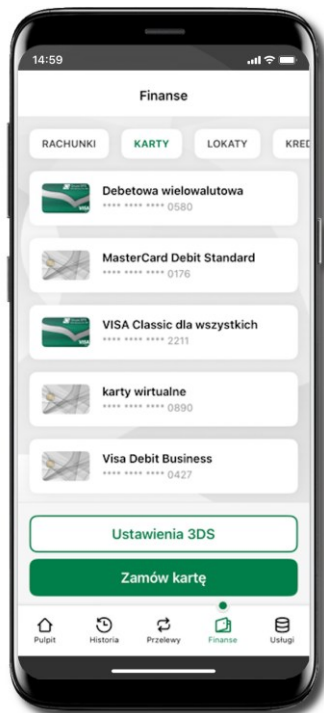 14:59
Finanse
RACHUNKI KARTY LOKATY KRED
Debetowa wielowalutowa
**** **** **** 0580
MasterCard Debit Standard
**** **** **** 0176
VISA Classic dla wszystkich
**** **** **** 2211
karty wirtualne
**** **** **** 0890
Visa Debit Business
**** **** **** 0427
Ustawienia 3DS
Zamów kartę
Pulpit Historia Przelewy Finanse Usługi